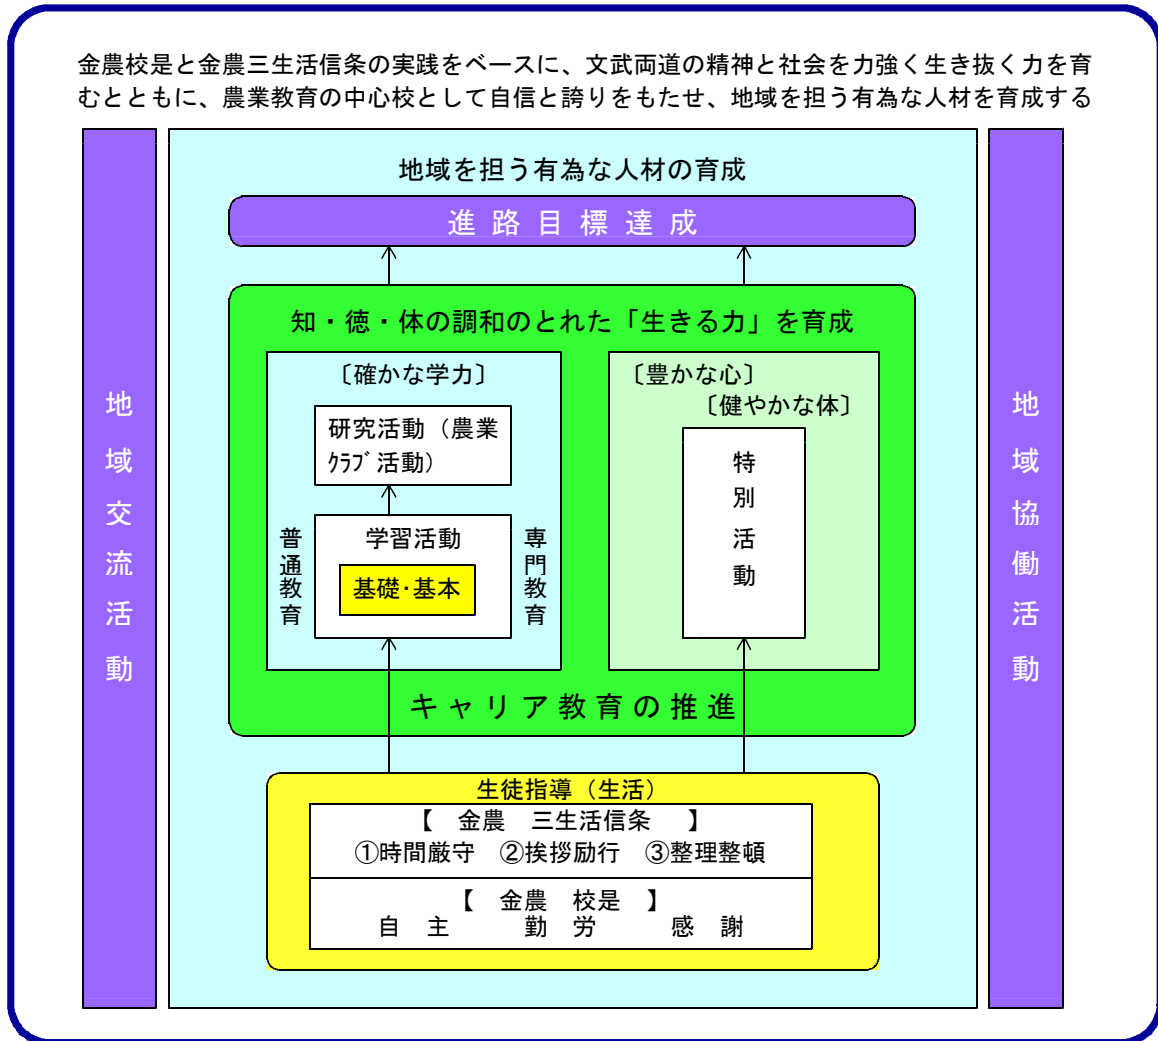 金農校是と金農三生活信条の実践をベースに、文武両道の精神と社会を力強く生き抜く力を育
むとともに、農業教育の中心校として自信と誇りをもたせ、地域を担う有為な人材を育成する
地域交流活動
地域を担う有為な人材の育成
進路目標達成
知・徳・体の調和のとれた「生きる力」を育成
〔確かな学力〕
研究活動（農業
ｸﾗﾌﾞ活動）
普通教育
学習活動
基礎･基本
専門教育
〔豊かな心〕
〔健やかな体〕
特別活動
キャリア教育の推進
生徒指導（生活）
【　金農　三生活信条　】
①時間厳守　②挨拶励行　③整理整頓
【　金農　校是　】
自　主　　勤　労　　感　謝
地域協働活動